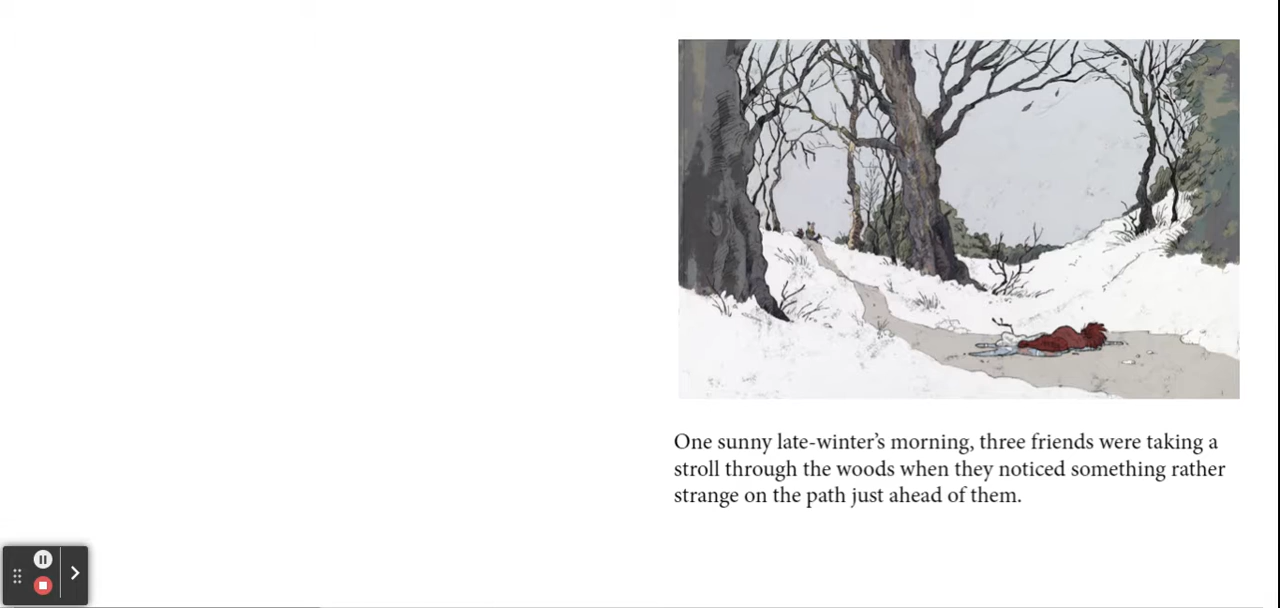 One sunny late-winter’s morning, three friends were taking a
stroll through the woods when they noticed something rather
strange on the path just ahead of them.